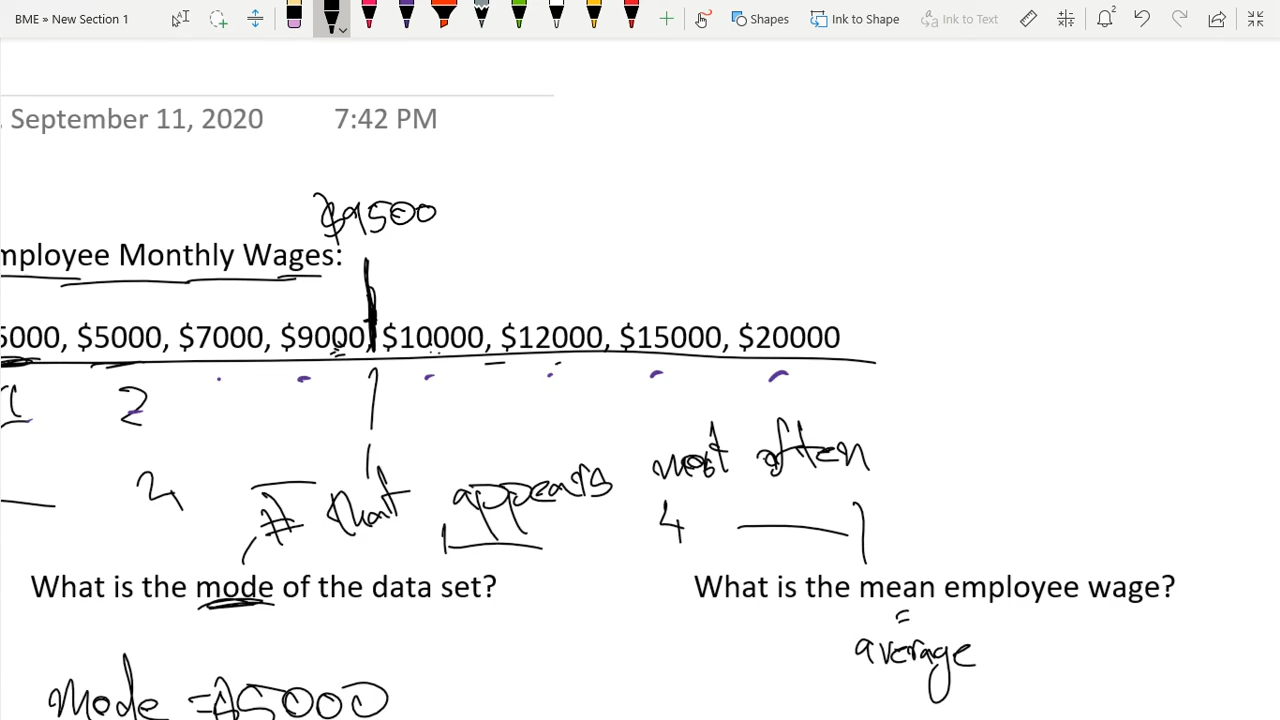 BME » New Section 1
Shapes
Ink to Shape
Ink to Text
2
September 11, 2020 7:42 PM
$9500
mployee Monthly Wages:
5000, $5000, $7000, $9000, $10000, $12000, $15000, $20000
1 2
most often
4 # that appears 4
What is the mode of the data set? What is the mean employee wage?
=
average
Mode = $5000